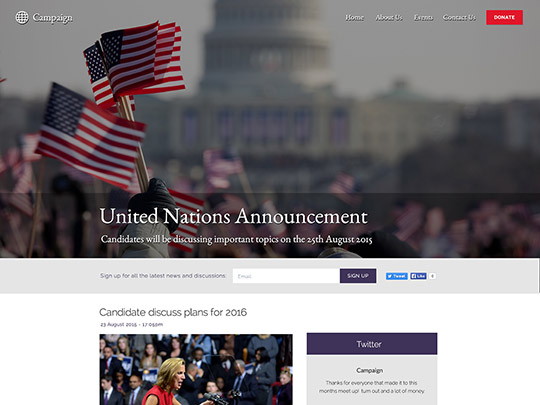 Campaign
Home About Us Events Contact Us DONATE
United Nations Announcement
Candidates will be discussing important topics on the 25th August 2015
Sign up for all the latest news and discussions: Email SIGN UP Tweet Like 0
Candidate discuss plans for 2016
23 August 2015 - 17:05pm
Twitter
Campaign
Thanks for everyone that made it to this
months meet up! turn out and a lot of money.